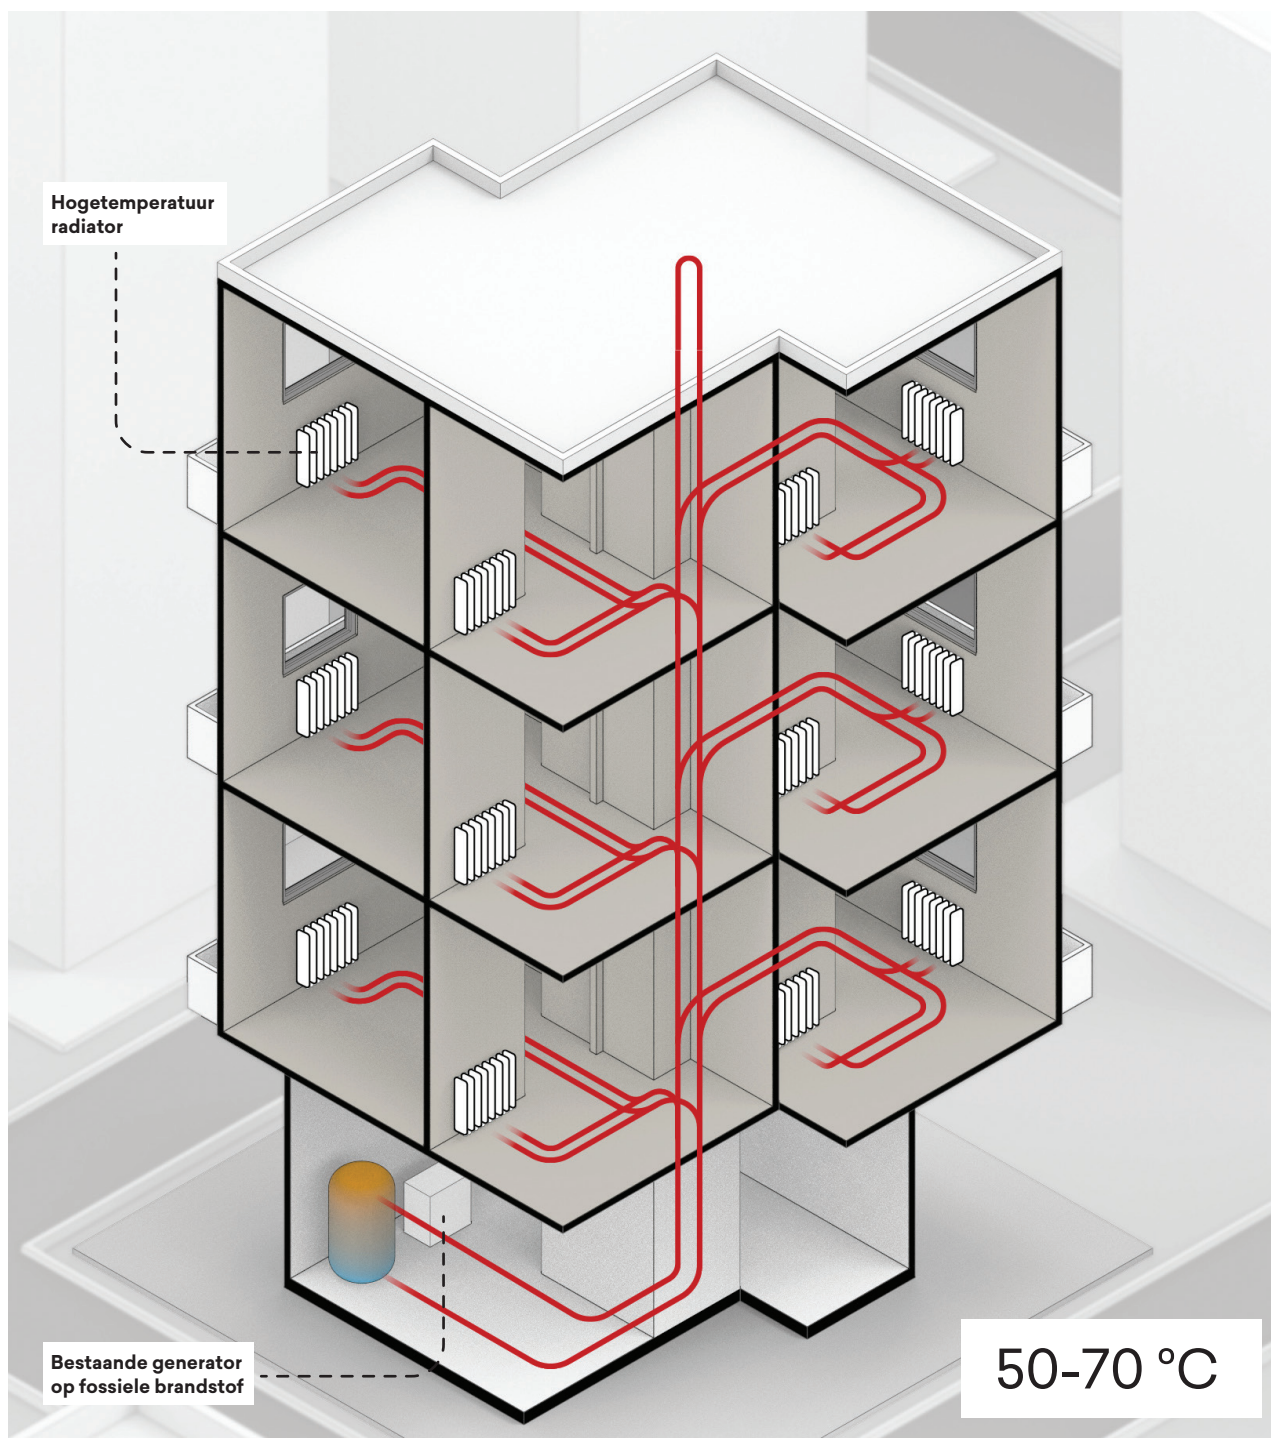 Hogetemperatuur
radiator
Bestaande generator
op fossiele brandstof
50-70 °C